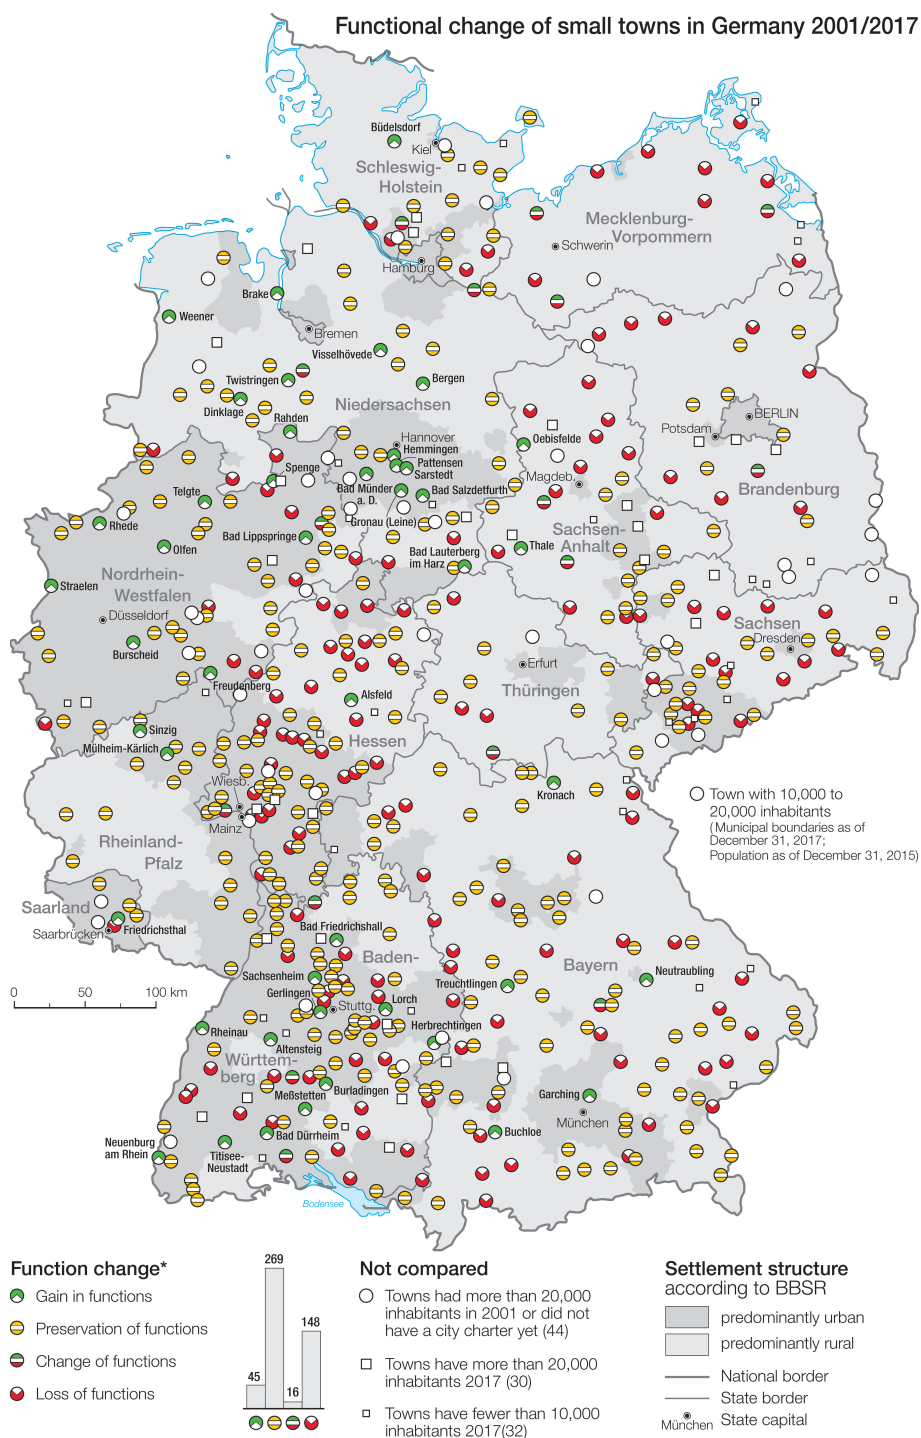 Functional change of small towns in Germany 2001/2017
Büdelsdorf
Kiel
Schleswig-
Holstein
Mecklenburg-
Vorpommern
Schwerin
Hamburg
Brake
Weener
Bremen
Visselhövede
Twistringen
Bergen
Dinklage
Niedersachsen
Rahden
Hannover
Hemmingen
Pattensen
Sarstedt
Oebisfelde
BERLIN
Potsdam
Spenge
Magdeb.
Telgte
Bad Münder
a. D.
Bad Salzdetfurth
Brandenburg
Rhede
Gronau (Leine)
Sachsen-
Anhalt
Bad Lippspringe
Olfen
Bad Lauterberg
im Harz
Thale
Straelen
Nordrhein-
Westfalen
Düsseldorf
Sachsen
Dresden
Burscheid
Erfurt
Freudenberg
Alsfeld
Thüringen
Sinzig
Mülheim-Kärlich
Hessen
Wiesb.
Kronach
Mainz
Town with 10,000 to
20,000 inhabitants
(Municipal boundaries as of
December 31, 2017;
Population as of December 31, 2015)
Rheinland-
Pfalz
Saarland
Saarbrücken
Friedrichsthal
Bad Friedrichshall
Baden-
Bayern
Neutraubling
Sachsenheim
Treuchtlingen
Gerlingen
Stuttg.
Lorch
0 50 100 km
Rheinau
Herbrechtingen
Altensteig
Württem-
berg
Meßstetten
Burladingen
Garching
München
Neuenburg
am Rhein
Bad Dürrheim
Buchloe
Titisee-
Neustadt
Bodensee
Function change*
Gain in functions
Preservation of functions
Change of functions
Loss of functions
269
148
45
16
Not compared
Towns had more than 20,000
inhabitants in 2001 or did not
have a city charter yet (44)
Towns have more than 20,000
inhabitants 2017 (30)
Towns have fewer than 10,000
inhabitants 2017(32)
Settlement structure
according to BBSR
predominantly urban
predominantly rural
National border
State border
München State capital